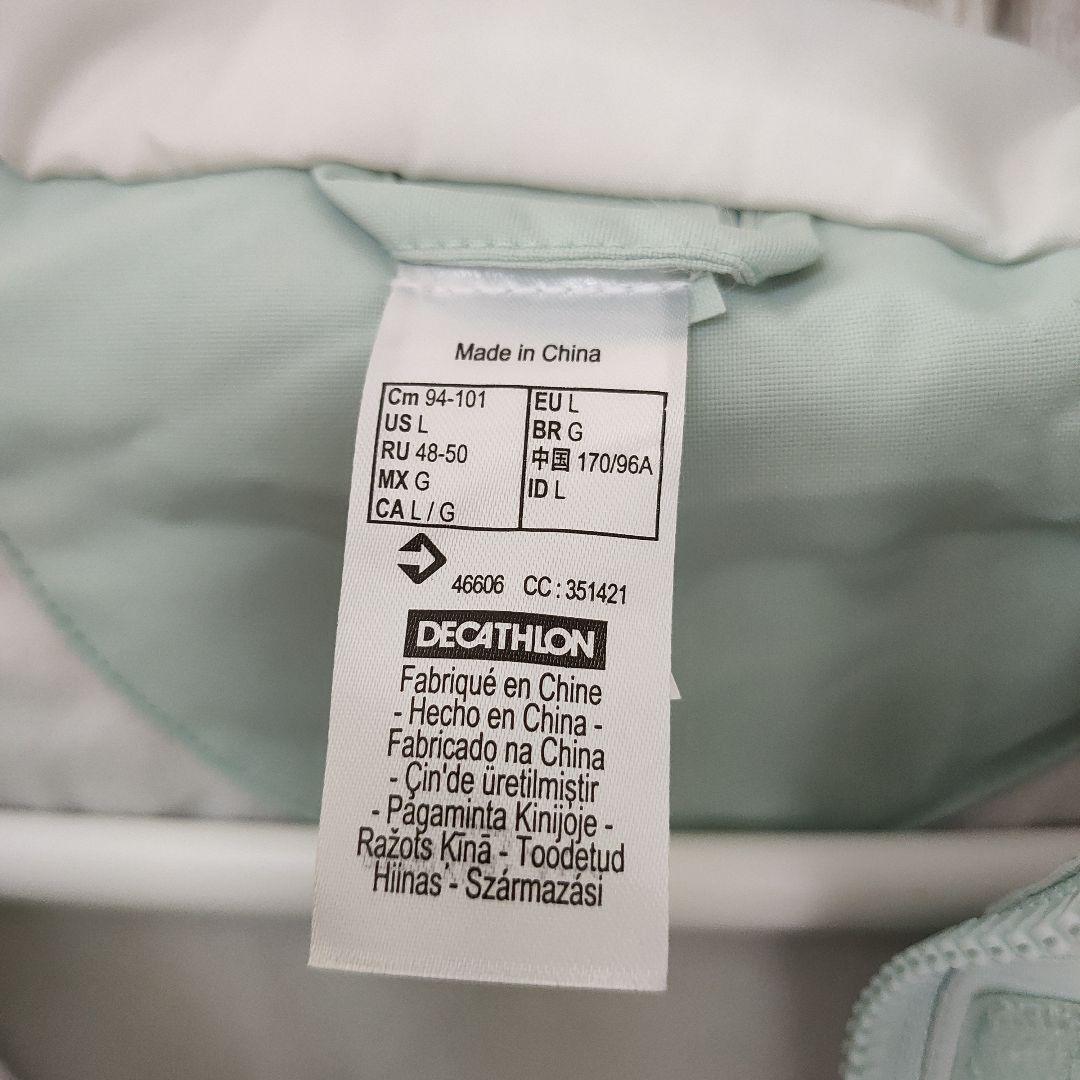 Made in China
Cm 94-101
US L
RU 48-50
MX G
CA L / G
EU L
BR G
中国 170/96A
ID L
46606 CC : 351421
DECATHLON
Fabriqué en Chine
- Hecho en China -
Fabricado na China
- Çin'de üretilmiştir
- Pagaminta Kinijoje -
Ražots Ķīnā - Toodetud
Hiinas - Származási